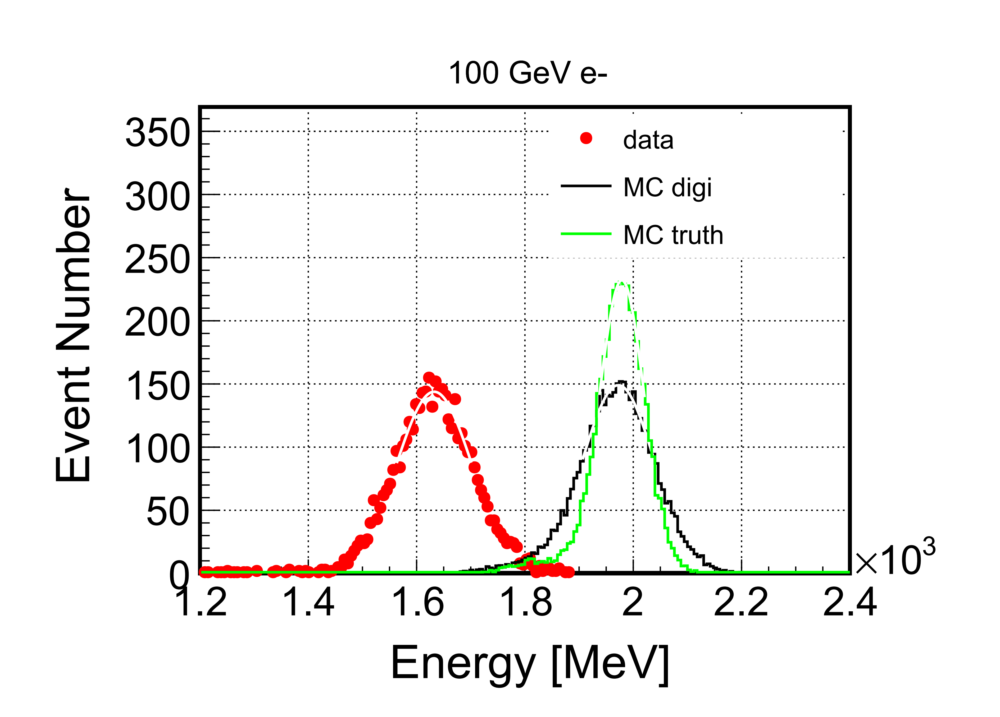 100 GeV e-
350
300
250
200
150
100
50
0
Event Number
data
MC digi
MC truth
1.2 1.4 1.6 1.8 2 2.2 2.4
×10³
Energy [MeV]